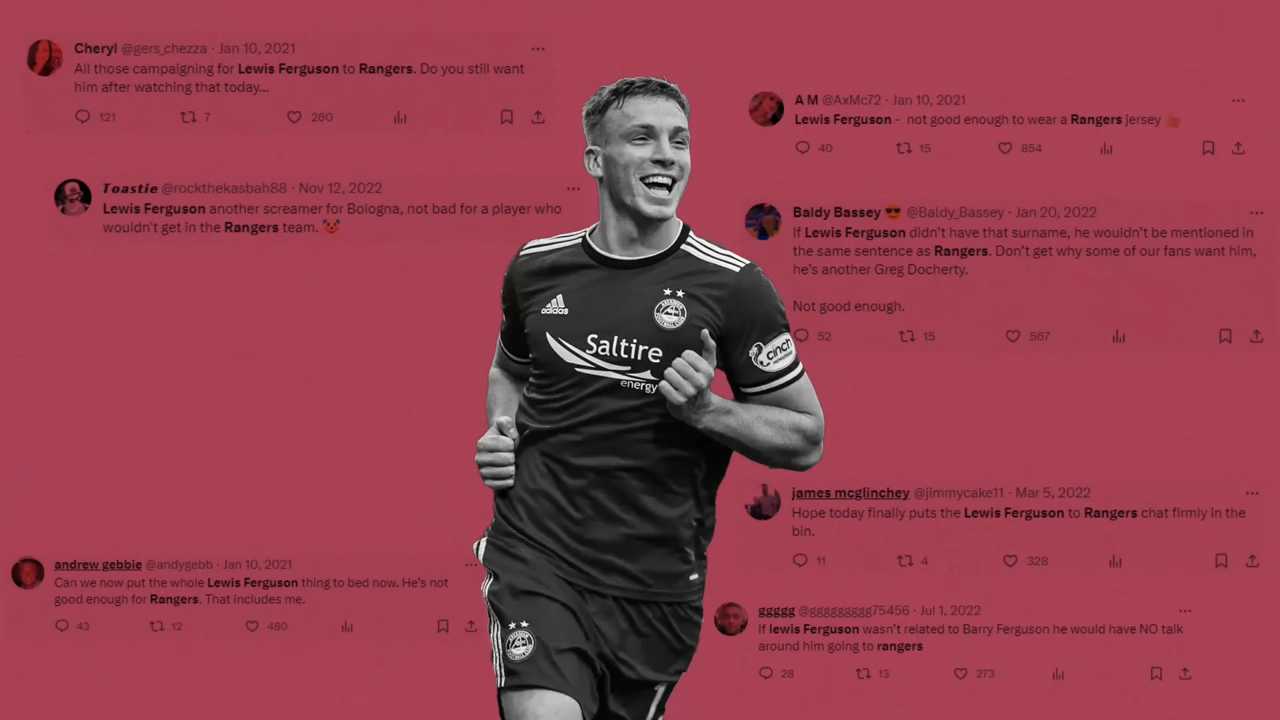 Cheryl @gers_chezza · Jan 10, 2021
All those campaigning for Lewis Ferguson to Rangers. Do you still want
him after watching that today...
121 7 260
Toastie @rockthekasbah88 · Nov 12, 2022
Lewis Ferguson another screamer for Bologna, not bad for a player who
wouldn't get in the Rangers team. 🤡
andrew gebbie @andygebb · Jan 10, 2021
Can we now put the whole Lewis Ferguson thing to bed now. He's not
good enough for Rangers. That includes me.
43 12 480
adidas
Saltire
energy
cinch
A M @AxMc72 · Jan 10, 2021
Lewis Ferguson - not good enough to wear a Rangers jersey 👍
40 15 854
Baldy Bassey 😎 @Baldy_Bassey · Jan 20, 2022
If Lewis Ferguson didn't have that surname, he wouldn't be mentioned in
the same sentence as Rangers. Don't get why some of our fans want him,
he's another Greg Docherty.
Not good enough.
52 15 567
james mcglinchey @jimmycake11 · Mar 5, 2022
Hope today finally puts the Lewis Ferguson to Rangers chat firmly in the
bin.
11 4 328
ggggg @ggggggggg75456 · Jul 1, 2022
If lewis Ferguson wasn't related to Barry Ferguson he would have NO talk
around him going to rangers
28 13 273